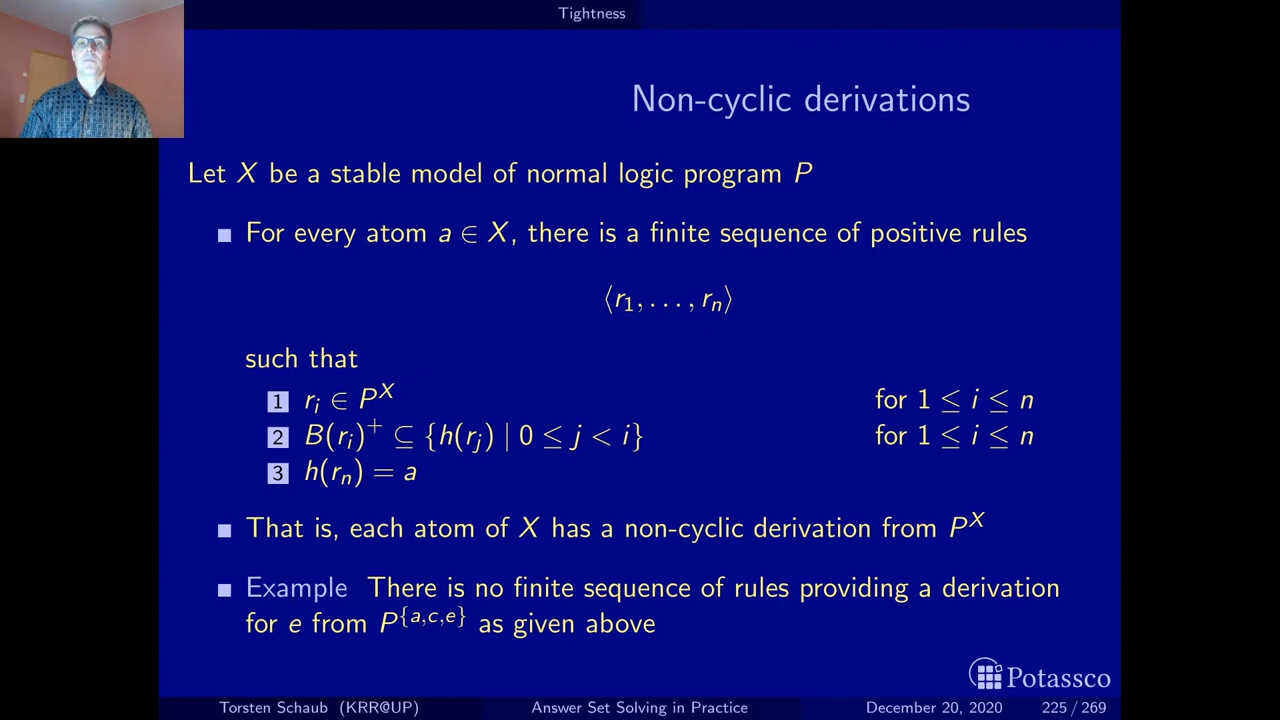 Tightness
Non-cyclic derivations
Let X be a stable model of normal logic program P
For every atom a ∈ X, there is a finite sequence of positive rules
⟨r₁, . . . , rₙ⟩
such that
1 rᵢ ∈ P^X for 1 ≤ i ≤ n
2 B(rᵢ)⁺ ⊆ {h(rⱼ) | 0 ≤ j < i} for 1 ≤ i ≤ n
3 h(rₙ) = a
That is, each atom of X has a non-cyclic derivation from P^X
Example There is no finite sequence of rules providing a derivation
for e from P^{a,c,e} as given above
Potassco
Torsten Schaub (KRR@UP) Answer Set Solving in Practice December 20, 2020 225 / 269